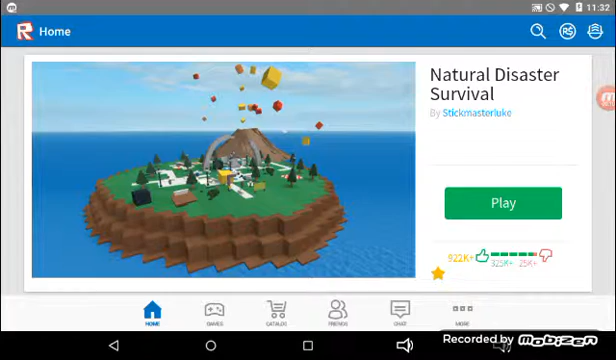 11:32
Home
R$
Natural Disaster
Survival
By Stickmasterluke
Play
922K+
325K+ 25K+
HOME
GAMES
CATALOG
FRIENDS
CHAT
MORE
Recorded by MOBIZEN